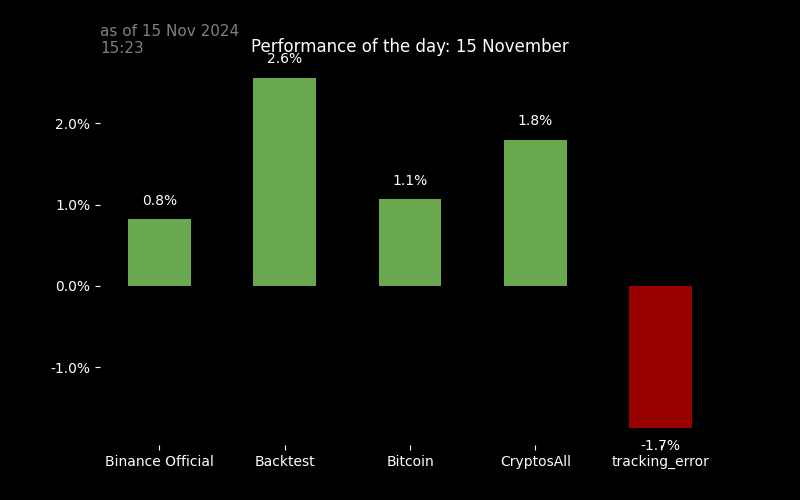 as of 15 Nov 2024
15:23
Performance of the day: 15 November
2.6%
2.0%
1.8%
1.1%
1.0%
0.8%
0.0%
-1.0%
-1.7%
Binance Official
Backtest
Bitcoin
CryptosAll
tracking_error